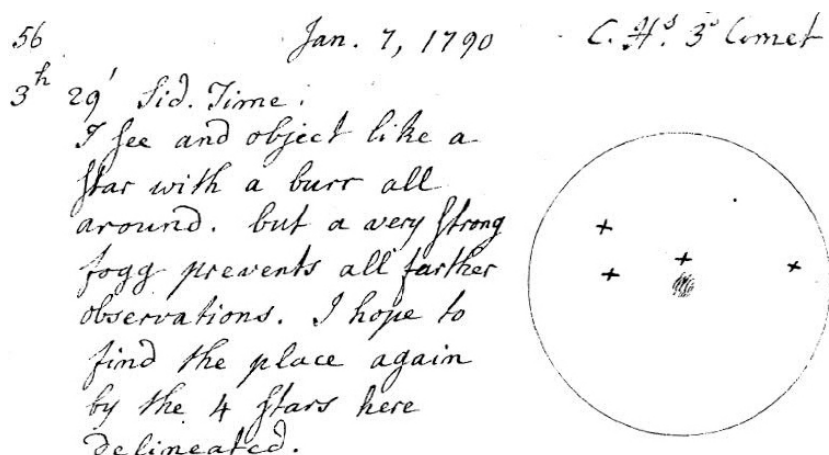 56 Jan. 7, 1790 C. H's. 3d Comet
3h 29' Sid. Time.
I see and object like a
star with a burr all
around. but a very strong
fogg prevents all farther
observations. I hope to
find the place again
by the 4 stars here
delineated.